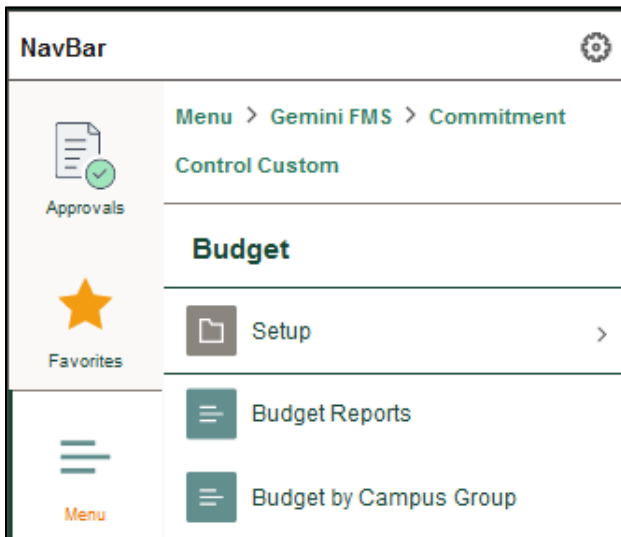 NavBar
Approvals
Favorites
Menu
Menu > Gemini FMS > Commitment
Control Custom
Budget
Setup >
Budget Reports
Budget by Campus Group